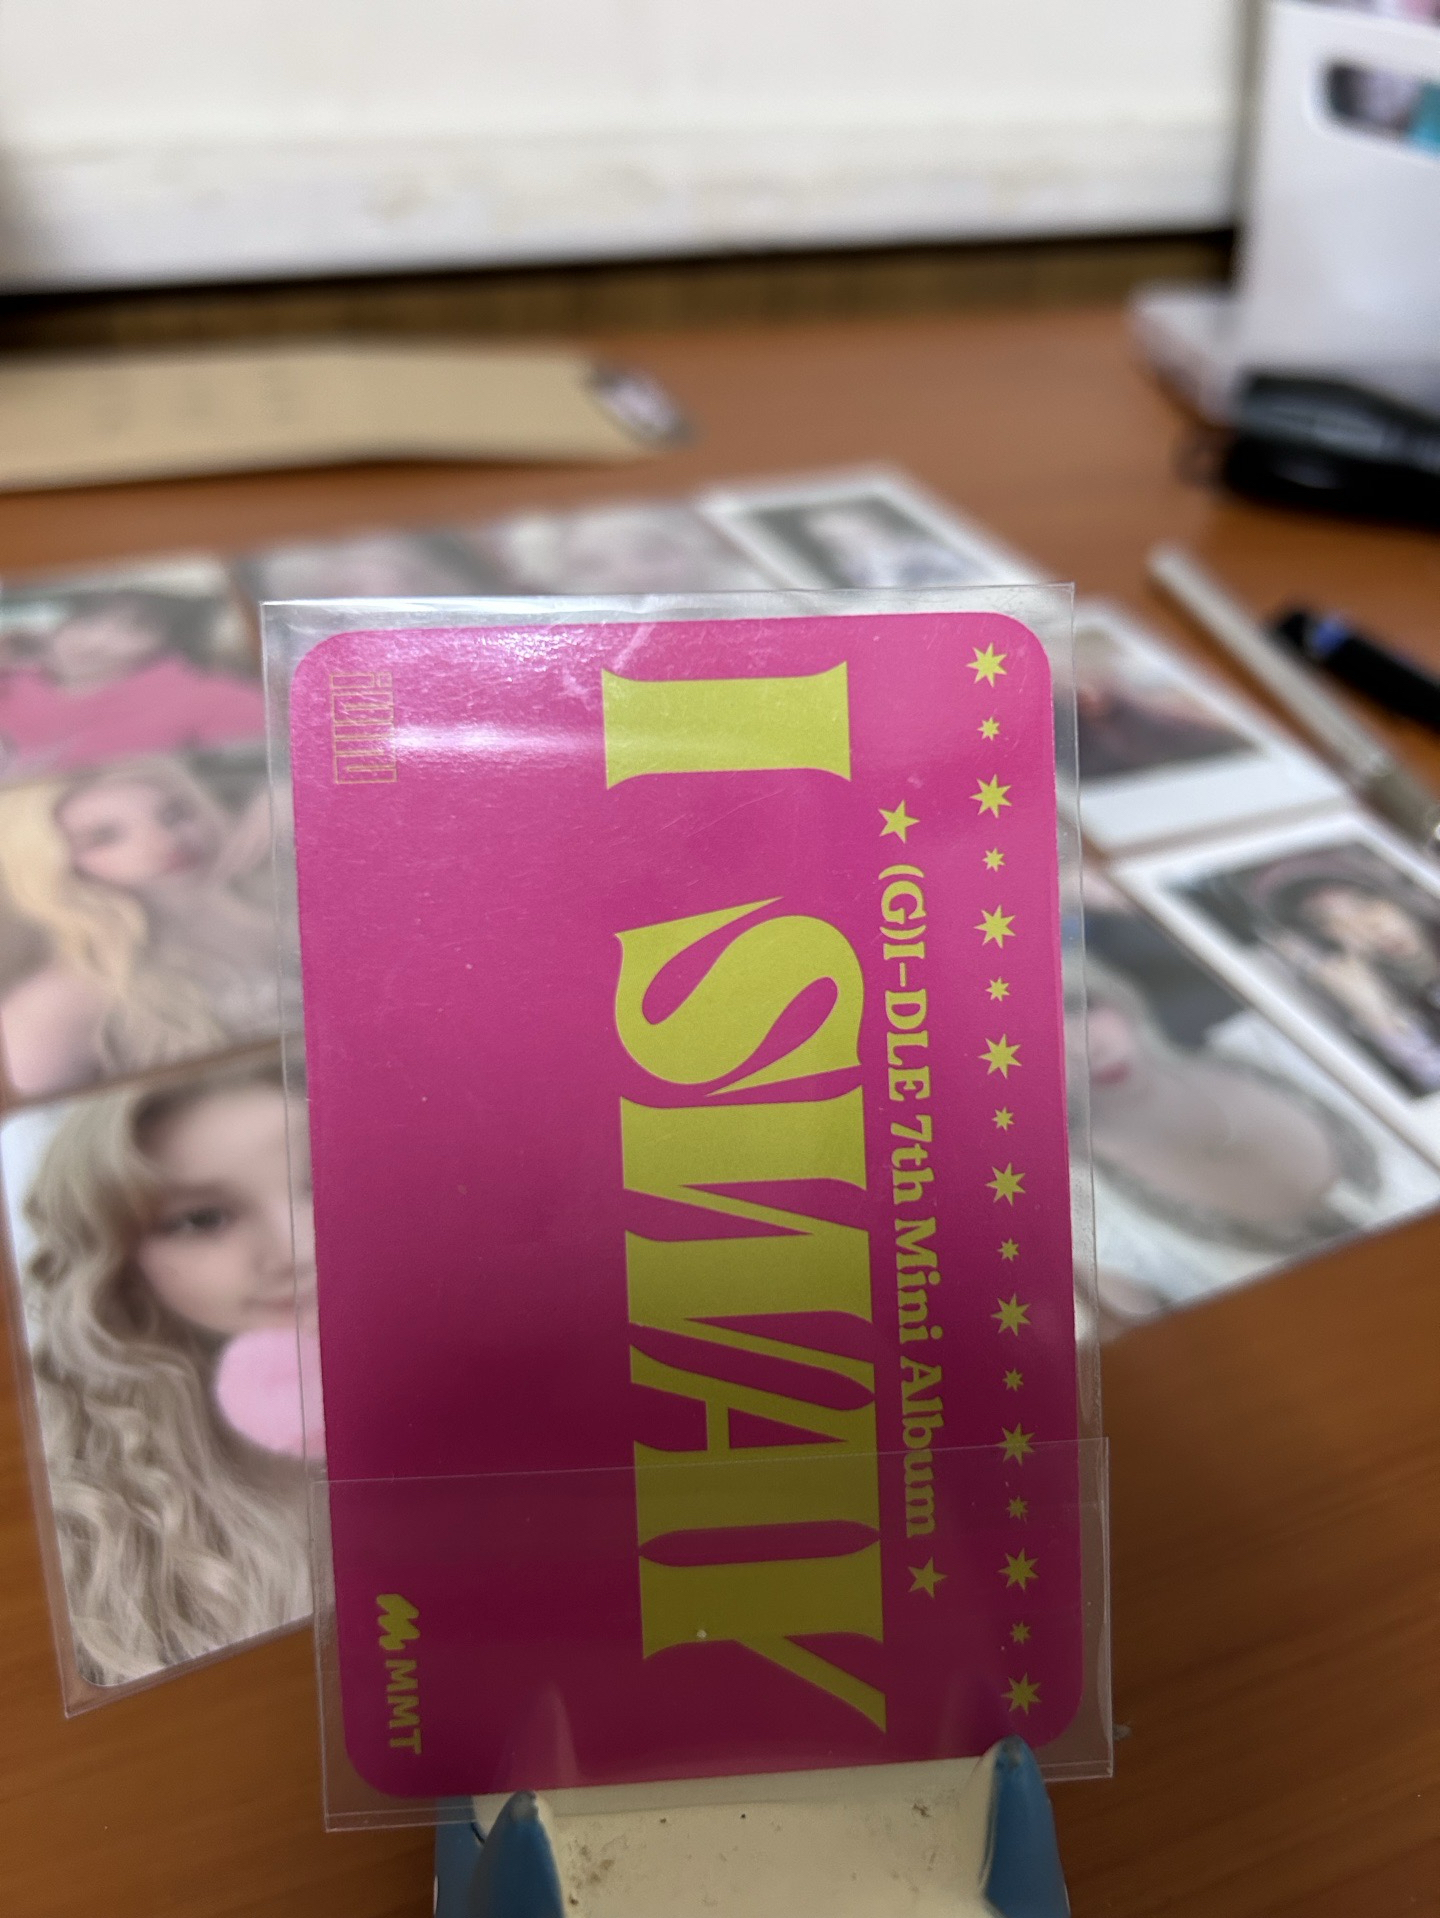 ★ (G)I-DLE 7th Mini Album ★
I SWAY
MMT